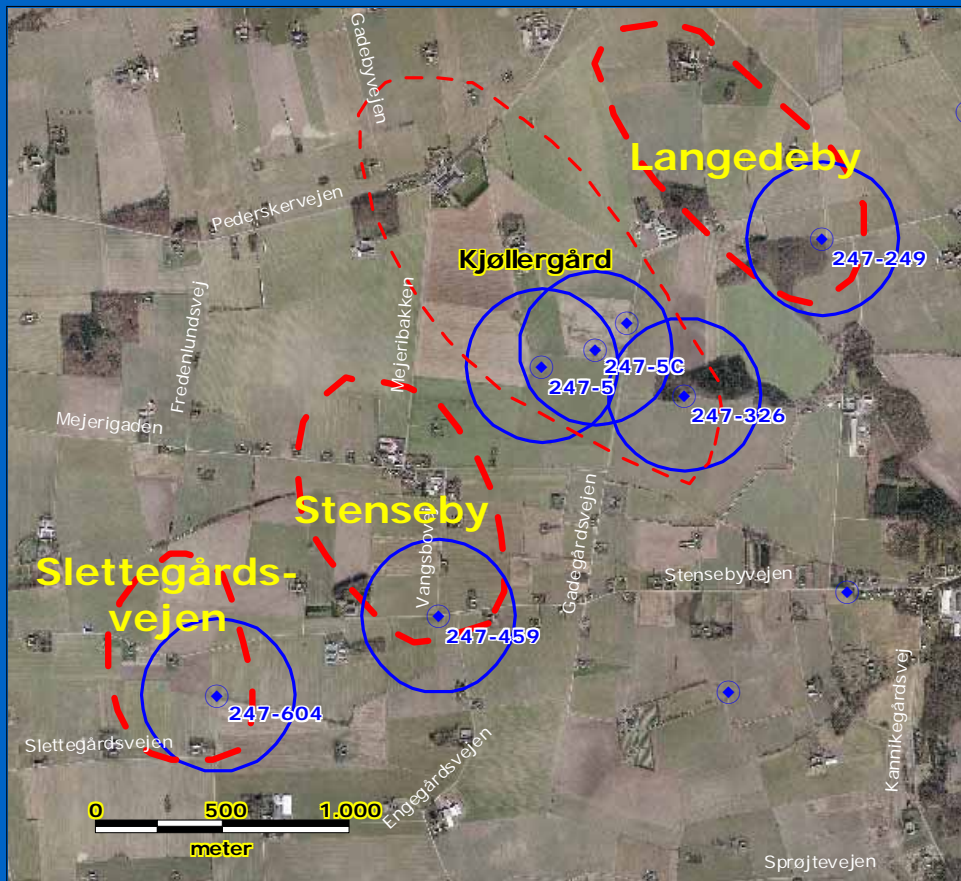 Gadebyvejen
Langedeby
Pederskervejen
Kjøllergård
247-249
Fredenlundsvej
Mejeribakken
247-5C
247-5
247-326
Mejerigaden
Stenseby
Vangsbovej
Gadegårdsvejen
Slettegårds-
vejen
Stensebyvejen
247-459
Kannikegårdsvej
247-604
Slettegårdsvejen
Engegårdsvejen
0 500 1.000
meter
Sprøjtevejen